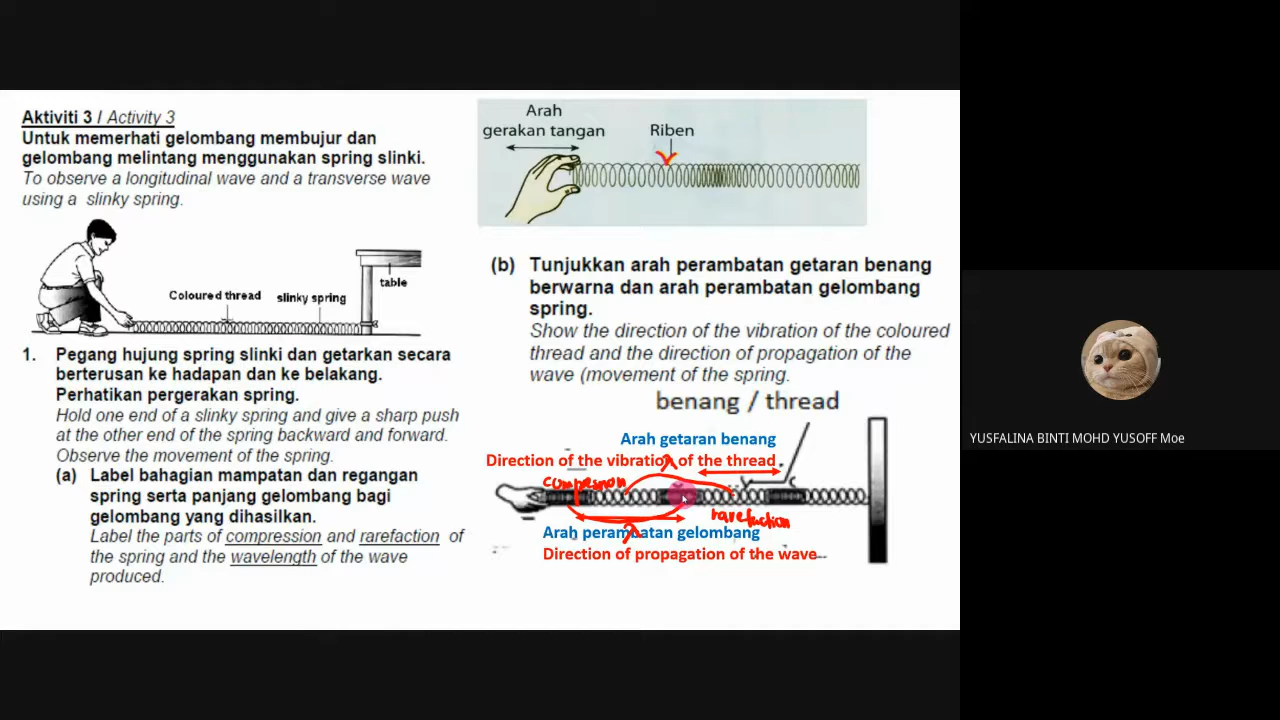 Aktiviti 3 / Activity 3
Untuk memerhati gelombang membujur dan
gelombang melintang menggunakan spring slinki.
To observe a longitudinal wave and a transverse wave
using a slinky spring.
Coloured thread
slinky spring
table
1. Pegang hujung spring slinki dan getarkan secara
berterusan ke hadapan dan ke belakang.
Perhatikan pergerakan spring.
Hold one end of a slinky spring and give a sharp push
at the other end of the spring backward and forward.
Observe the movement of the spring.
(a) Label bahagian mampatan dan regangan
spring serta panjang gelombang bagi
gelombang yang dihasilkan.
Label the parts of compression and rarefaction of
the spring and the wavelength of the wave
produced.
Arah
gerakan tangan
Riben
(b) Tunjukkan arah perambatan getaran benang
berwarna dan arah perambatan gelombang
spring.
Show the direction of the vibration of the coloured
thread and the direction of propagation of the
wave (movement of the spring.
benang / thread
Arah getaran benang
Direction of the vibration of the thread
λ
rarefaction
λ
Arah perambatan gelombang
Direction of propagation of the wave
YUSFALINA BINTI MOHD YUSOFF Moe